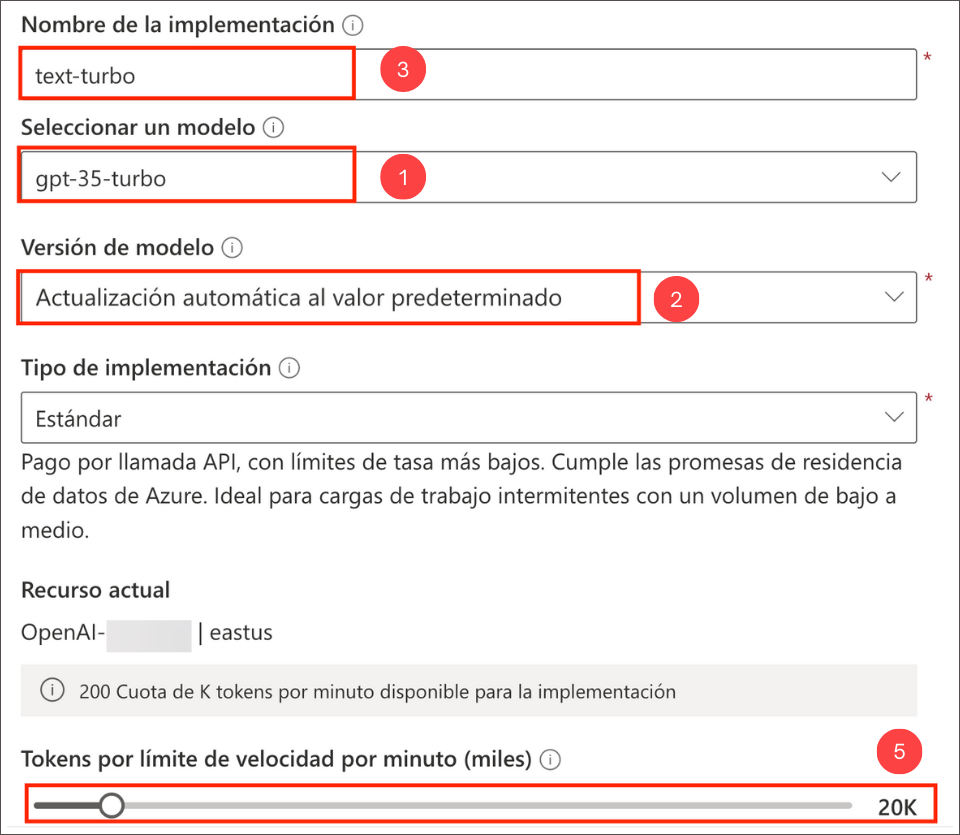 Nombre de la implementación
text-turbo
3
*
Seleccionar un modelo
gpt-35-turbo
1
Versión de modelo
Actualización automática al valor predeterminado
2
*
Tipo de implementación
Estándar
*
Pago por llamada API, con límites de tasa más bajos. Cumple las promesas de residencia
de datos de Azure. Ideal para cargas de trabajo intermitentes con un volumen de bajo a
medio.
Recurso actual
OpenAI- | eastus
200 Cuota de K tokens por minuto disponible para la implementación
Tokens por límite de velocidad por minuto (miles)
5
20K